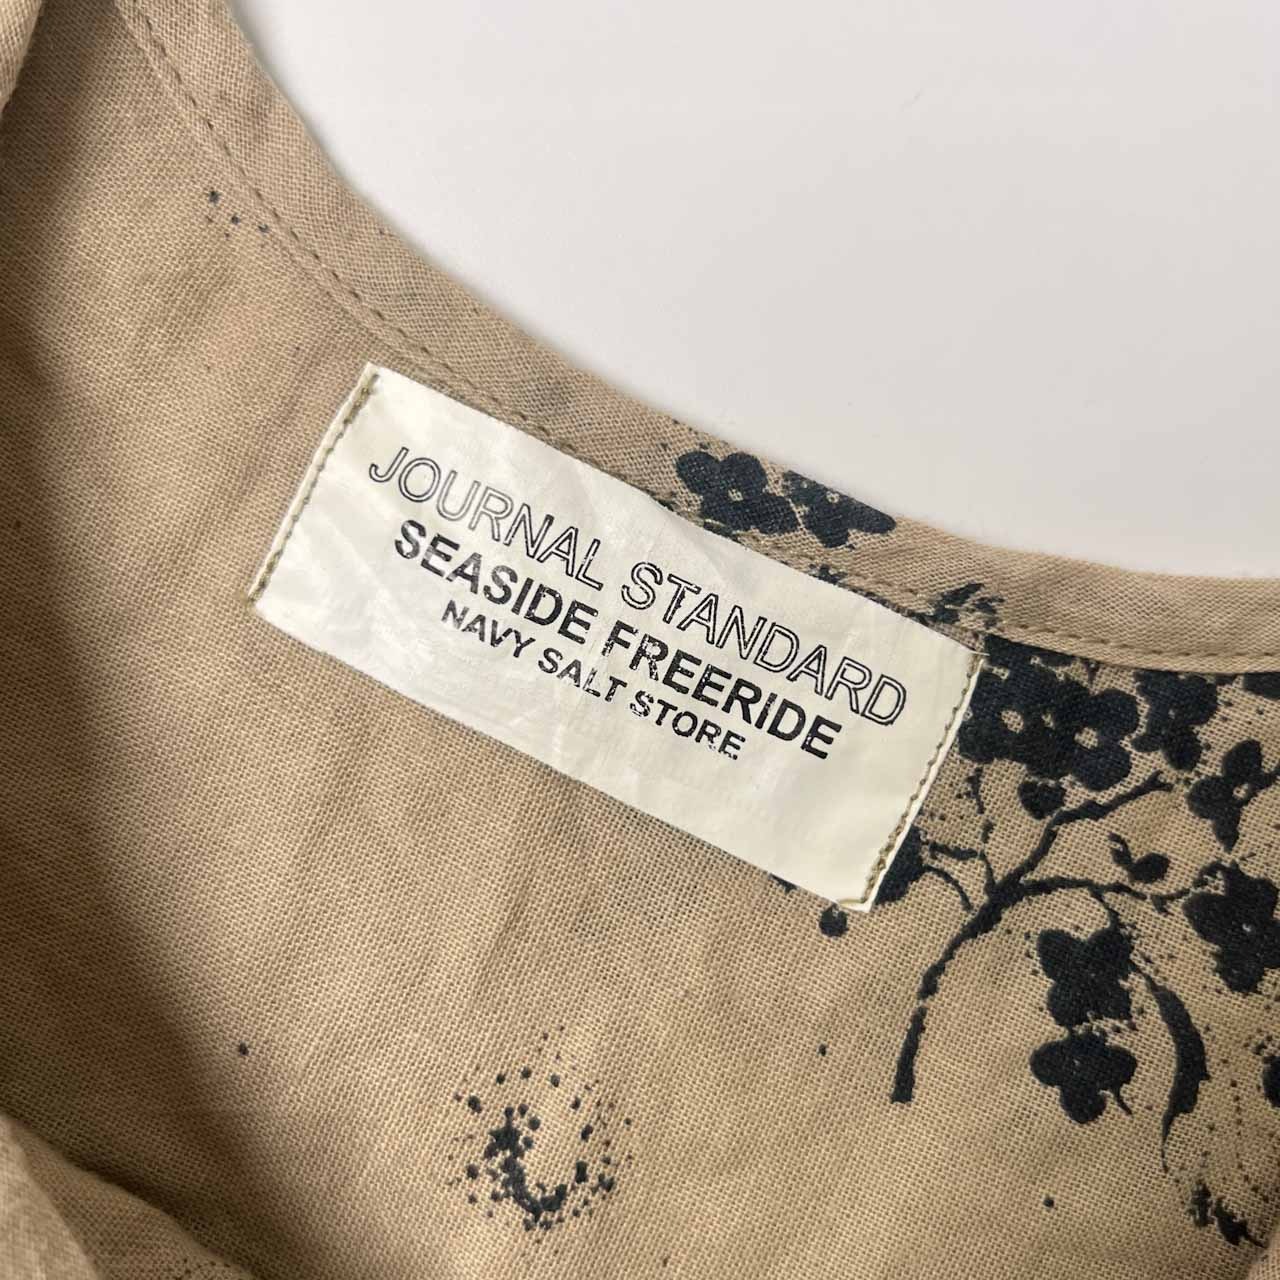 JOURNAL STANDARD
SEASIDE FREERIDE
NAVY SALT STORE